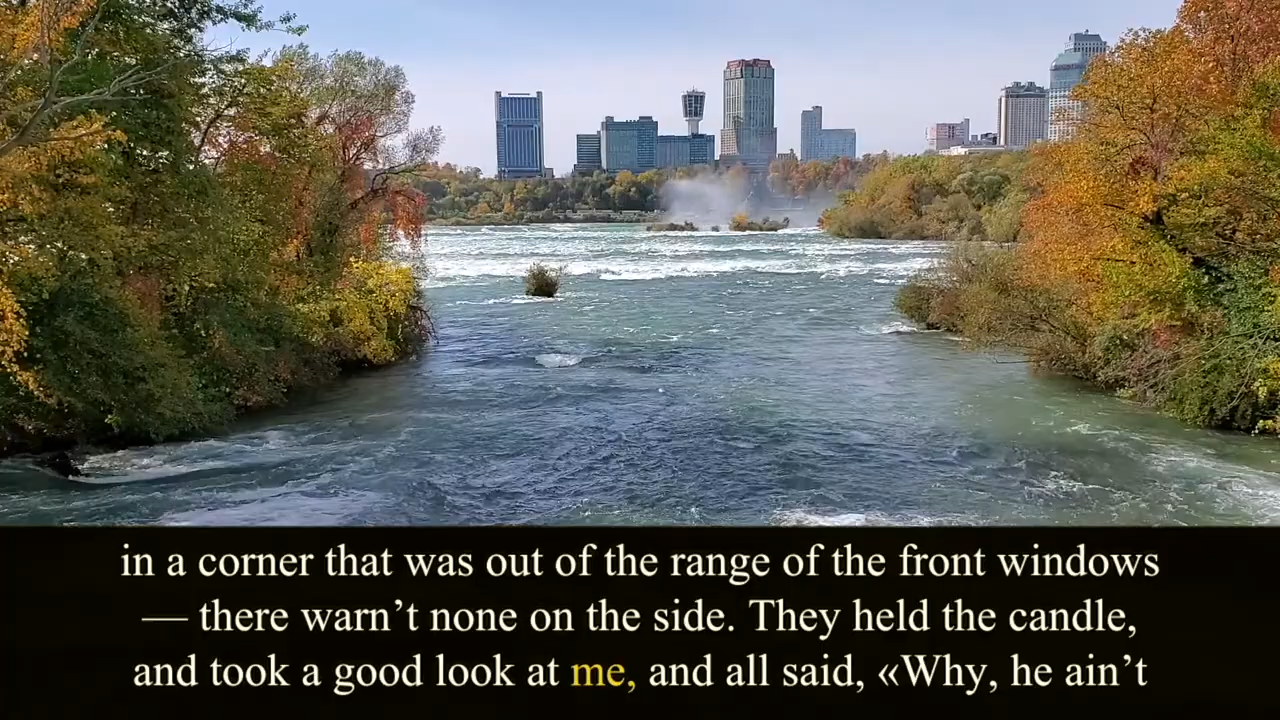 in a corner that was out of the range of the front windows
— there warn’t none on the side. They held the candle,
and took a good look at me, and all said, «Why, he ain’t